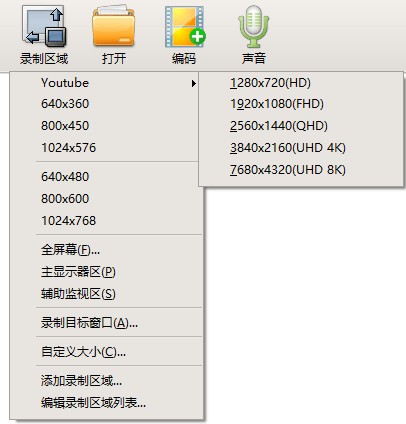 录制区域 打开 编码 声音
Youtube
640x360
800x450
1024x576
640x480
800x600
1024x768
全屏幕(F)...
主显示器区(P)
辅助监视区(S)
录制目标窗口(A)...
自定义大小(C)...
添加录制区域...
编辑录制区域列表...
1280x720(HD)
1920x1080(FHD)
2560x1440(QHD)
3840x2160(UHD 4K)
7680x4320(UHD 8K)